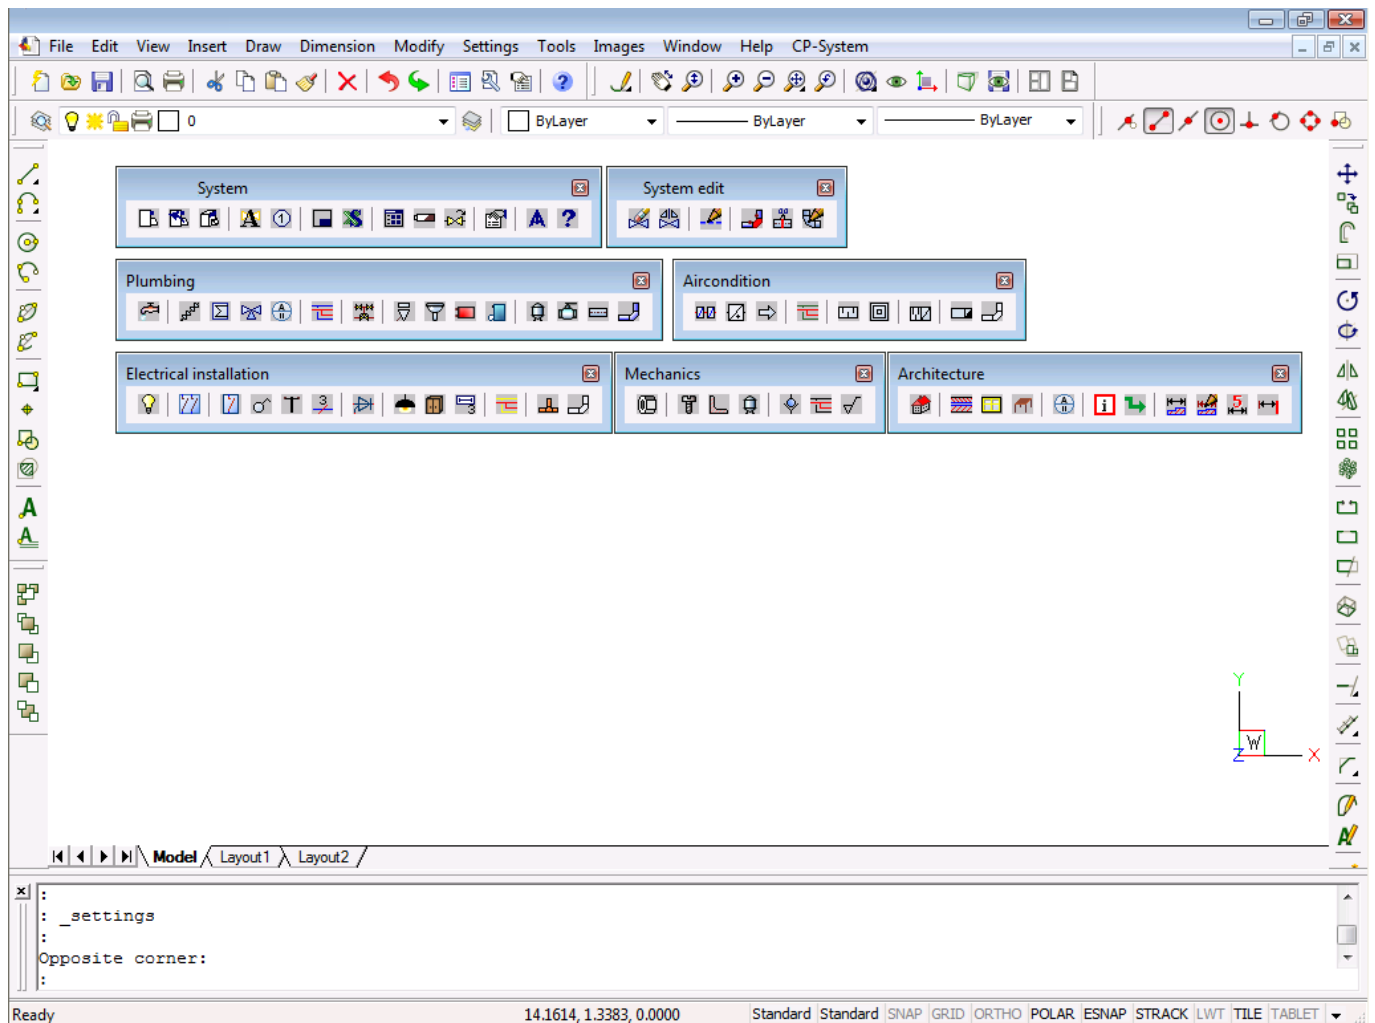 File Edit View Insert Draw Dimension Modify Settings Tools Images Window Help CP-System
0 ByLayer ByLayer ByLayer
System System edit
Plumbing Aircondition
Electrical installation Mechanics Architecture
Y
W
Z X
Model Layout1 Layout2
:
: _settings
:
Opposite corner:
:
Ready 14.1614, 1.3383, 0.0000 Standard Standard SNAP GRID ORTHO POLAR ESNAP STRACK LWT TILE TABLET